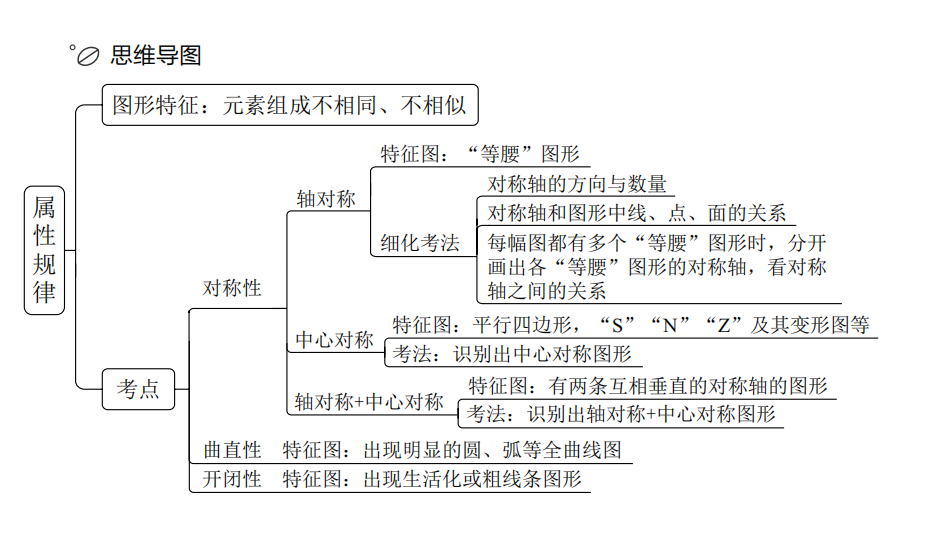 思维导图
图形特征：元素组成不相同、不相似
特征图：“等腰”图形
对称轴的方向与数量
轴对称
对称轴和图形中线、点、面的关系
细化考法
每幅图都有多个“等腰”图形时，分开
画出各“等腰”图形的对称轴，看对称
轴之间的关系
属性规律
对称性
特征图：平行四边形，“S”“N”“Z”及其变形图等
中心对称
考法：识别出中心对称图形
考点
特征图：有两条互相垂直的对称轴的图形
轴对称+中心对称
考法：识别出轴对称+中心对称图形
曲直性 特征图：出现明显的圆、弧等全曲线图
开闭性 特征图：出现生活化或粗线条图形